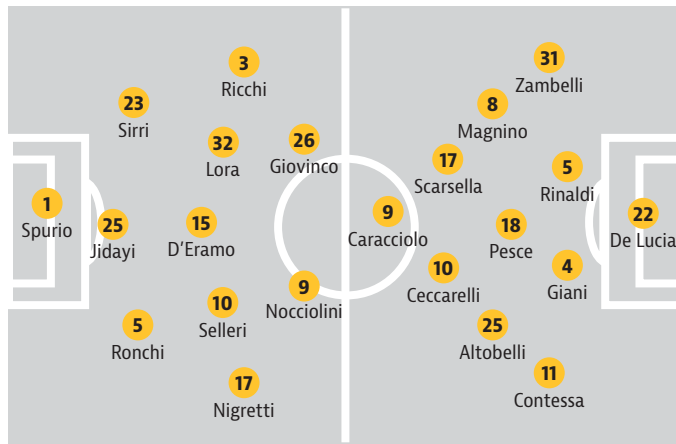 3
Ricchi
23
Sirri
32
Lora
26
Giovinco
1
Spurio
25
Jidayi
15
D'Eramo
9
Nocciolini
10
Selleri
5
Ronchi
17
Nigretti
31
Zambelli
8
Magnino
17
Scarsella
5
Rinaldi
9
Caracciolo
18
Pesce
22
De Lucia
10
Ceccarelli
4
Giani
25
Altobelli
11
Contessa